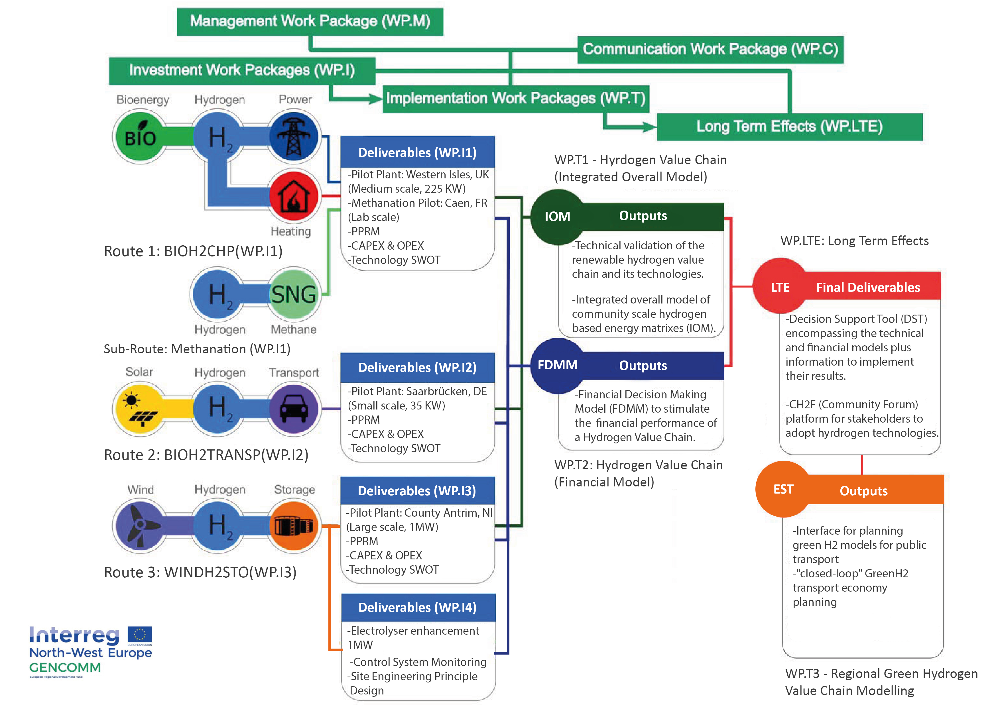 Management Work Package (WP.M)
Communication Work Package (WP.C)
Investment Work Packages (WP.I)
Implementation Work Packages (WP.T)
Long Term Effects (WP.LTE)
Bioenergy
Hydrogen
Power
BIO
H2
Heating
Route 1: BIOH2CHP(WP.I1)
H2
SNG
Hydrogen
Methane
Sub-Route: Methanation (WP.I1)
Solar
Hydrogen
Transport
H2
Route 2: BIOH2TRANSP(WP.I2)
Wind
Hydrogen
Storage
H2
Route 3: WINDH2STO(WP.I3)
Deliverables (WP.I1)
-Pilot Plant: Western Isles, UK
(Medium scale, 225 KW)
-Methanation Pilot: Caen, FR
(Lab scale)
-PPRM
-CAPEX & OPEX
-Technology SWOT
Deliverables (WP.I2)
-Pilot Plant: Saarbrücken, DE
(Small scale, 35 KW)
-PPRM
-CAPEX & OPEX
-Technology SWOT
Deliverables (WP.I3)
-Pilot Plant: County Antrim, NI
(Large scale, 1MW)
-PPRM
-CAPEX & OPEX
-Technology SWOT
Deliverables (WP.I4)
-Electrolyser enhancement
1MW
-Control System Monitoring
-Site Engineering Principle
Design
WP.T1 - Hyrdogen Value Chain
(Integrated Overall Model)
IOM
Outputs
-Technical validation of the
renewable hydrogen value
chain and its technologies.
-Integrated overall model of
community scale hydrogen
based energy matrixes (IOM).
FDMM
Outputs
-Financial Decision Making
Model (FDMM) to stimulate
the financial performance of
a Hydrogen Value Chain.
WP.T2: Hydrogen Value Chain
(Financial Model)
WP.LTE: Long Term Effects
LTE
Final Deliverables
-Decision Support Tool (DST)
encompassing the technical
and financial models plus
information to implement
their results.
-CH2F (Community Forum)
platform for stakeholders to
adopt hyrdrogen technologies.
EST
Outputs
-Interface for planning
green H2 models for public
transport
-"closed-loop" GreenH2
transport economy
planning
WP.T3 - Regional Green Hydrogen
Value Chain Modelling
Interreg
EUROPEAN UNION
North-West Europe
GENCOMM
European Regional Development Fund